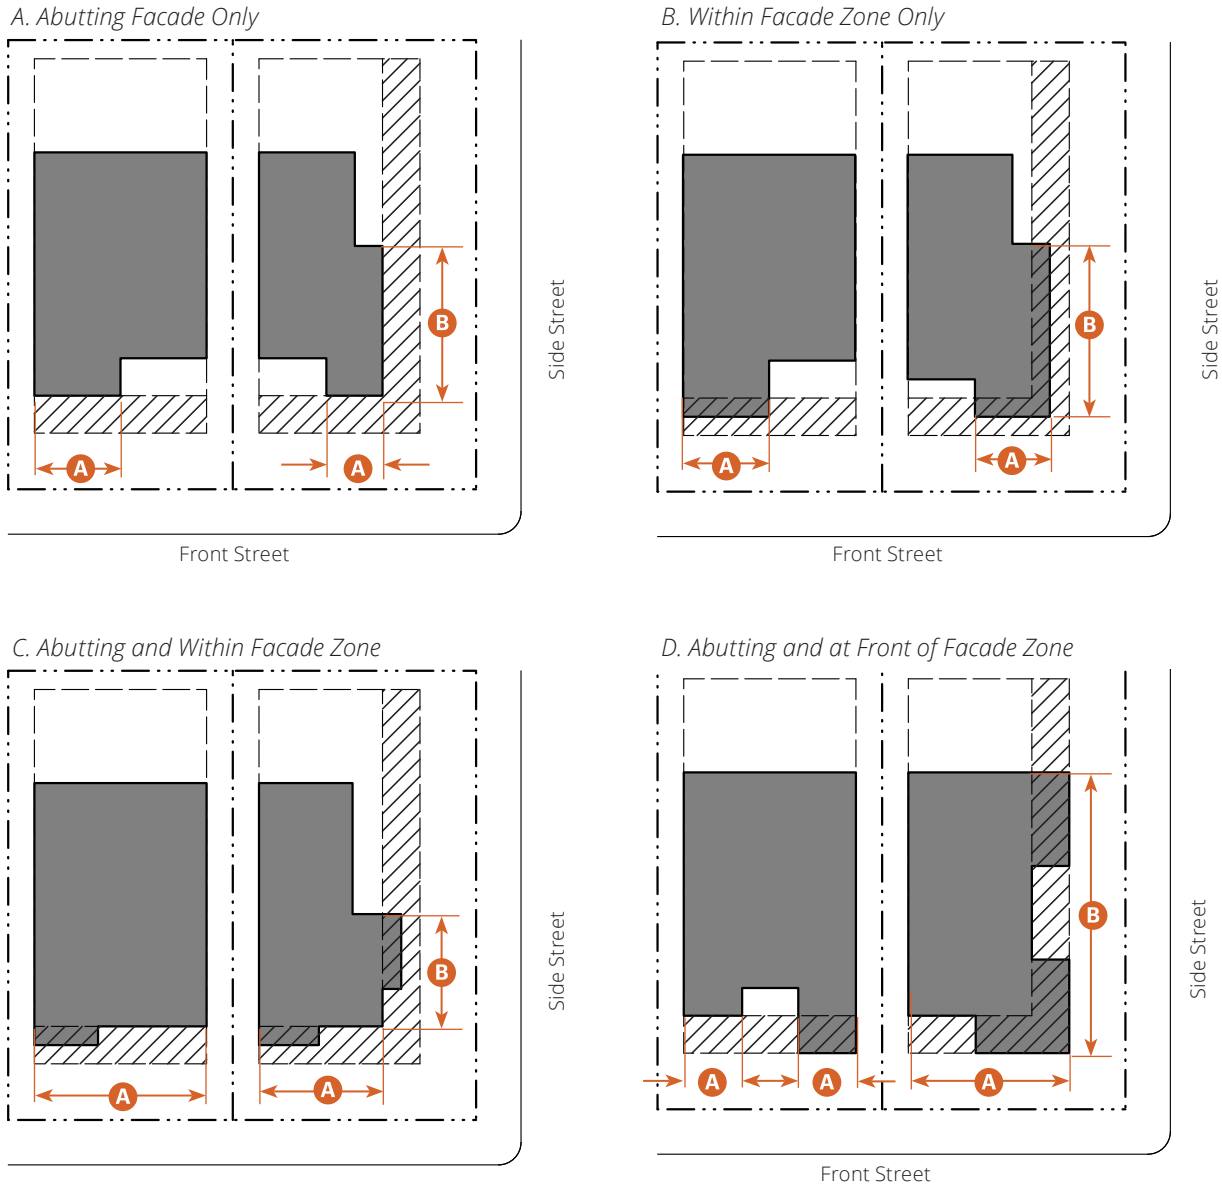 A. Abutting Facade Only
B
Side Street
A
A
Front Street
B. Within Facade Zone Only
B
Side Street
A
A
Front Street
C. Abutting and Within Facade Zone
Side Street
B
A
A
D. Abutting and at Front of Facade Zone
B
Side Street
A
A
A
Front Street